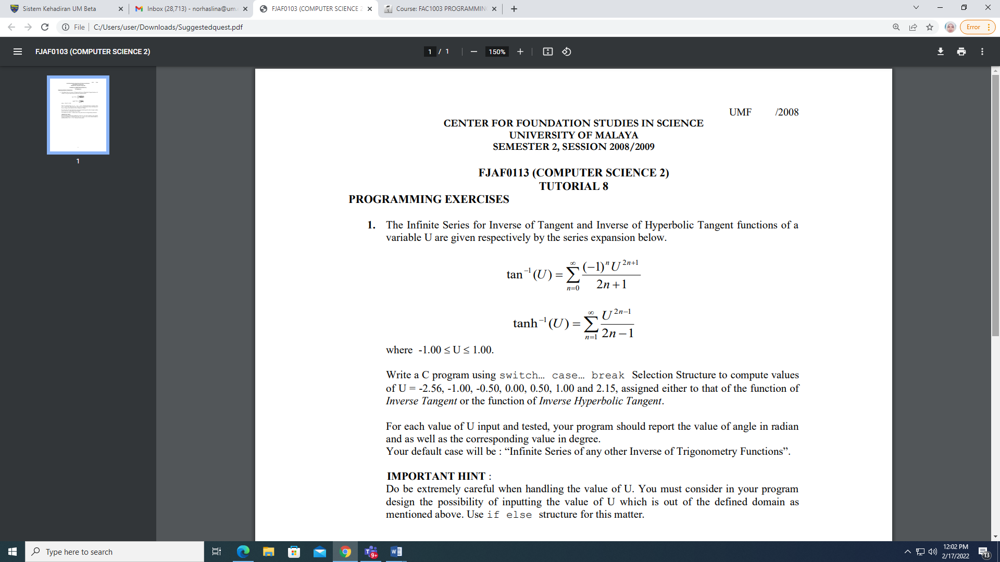 Sistem Kehadiran UM Beta
Inbox (28,713) - norhaslina@um.
FJAF0103 (COMPUTER SCIENCE 2
Course: FAC1003 PROGRAMMIN
File C:/Users/user/Downloads/Suggestedquest.pdf
Error
FJAF0103 (COMPUTER SCIENCE 2)
1 / 1
150%
1
UMF /2008
CENTER FOR FOUNDATION STUDIES IN SCIENCE
UNIVERSITY OF MALAYA
SEMESTER 2, SESSION 2008/2009
FJAF0113 (COMPUTER SCIENCE 2)
TUTORIAL 8
PROGRAMMING EXERCISES
1. The Infinite Series for Inverse of Tangent and Inverse of Hyperbolic Tangent functions of a
variable U are given respectively by the series expansion below.
tan⁻¹(U) = ∑_{n=0}^{∞} (−1)ⁿ U^{2n+1} / (2n+1)
tanh⁻¹(U) = ∑_{n=1}^{∞} U^{2n−1} / (2n−1)
where -1.00 ≤ U ≤ 1.00.
Write a C program using switch… case… break Selection Structure to compute values
of U = -2.56, -1.00, -0.50, 0.00, 0.50, 1.00 and 2.15, assigned either to that of the function of
Inverse Tangent or the function of Inverse Hyperbolic Tangent.
For each value of U input and tested, your program should report the value of angle in radian
and as well as the corresponding value in degree.
Your default case will be : “Infinite Series of any other Inverse of Trigonometry Functions”.
IMPORTANT HINT :
Do be extremely careful when handling the value of U. You must consider in your program
design the possibility of inputting the value of U which is out of the defined domain as
mentioned above. Use if else structure for this matter.
Type here to search
9+
12:02 PM
2/17/2022
13